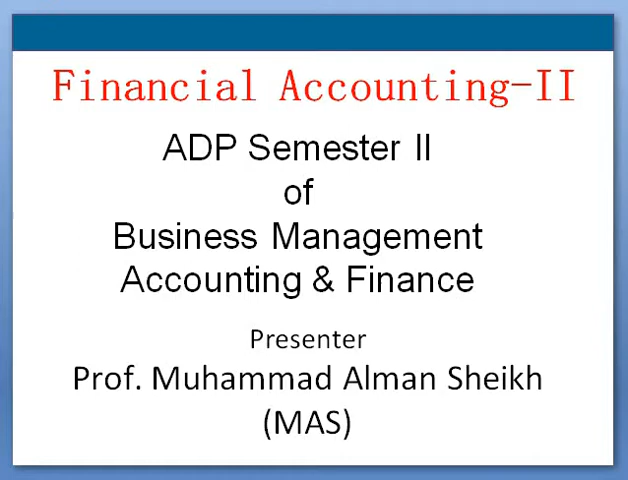 Financial Accounting-II
ADP Semester II
of
Business Management
Accounting & Finance
Presenter
Prof. Muhammad Alman Sheikh
(MAS)